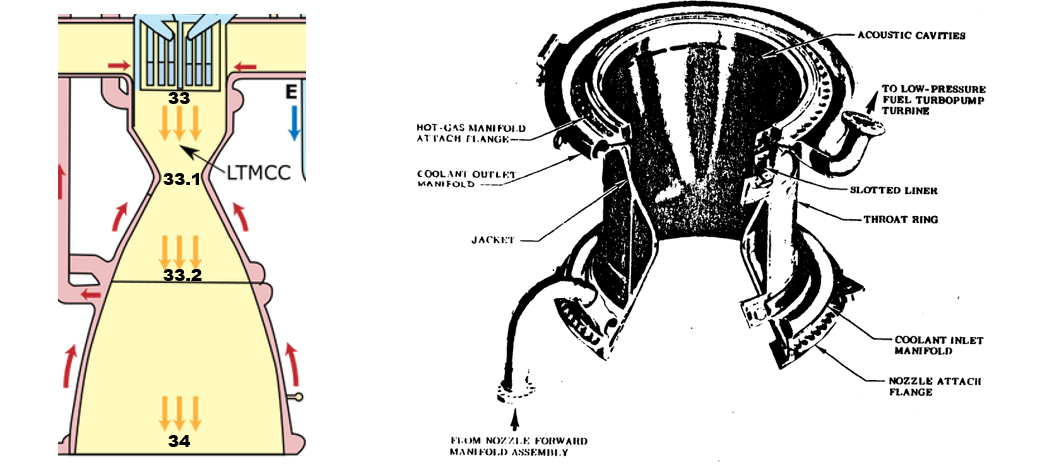 33
E
LTMCC
33.1
33.2
34
ACOUSTIC CAVITIES
TO LOW-PRESSURE
FUEL TURBOPUMP
TURBINE
HOT-GAS MANIFOLD
ATTACH FLANGE
COOLANT OUTLET
MANIFOLD
SLOTTED LINER
THROAT RING
JACKET
COOLANT INLET
MANIFOLD
NOZZLE ATTACH
FLANGE
FROM NOZZLE FORWARD
MANIFOLD ASSEMBLY